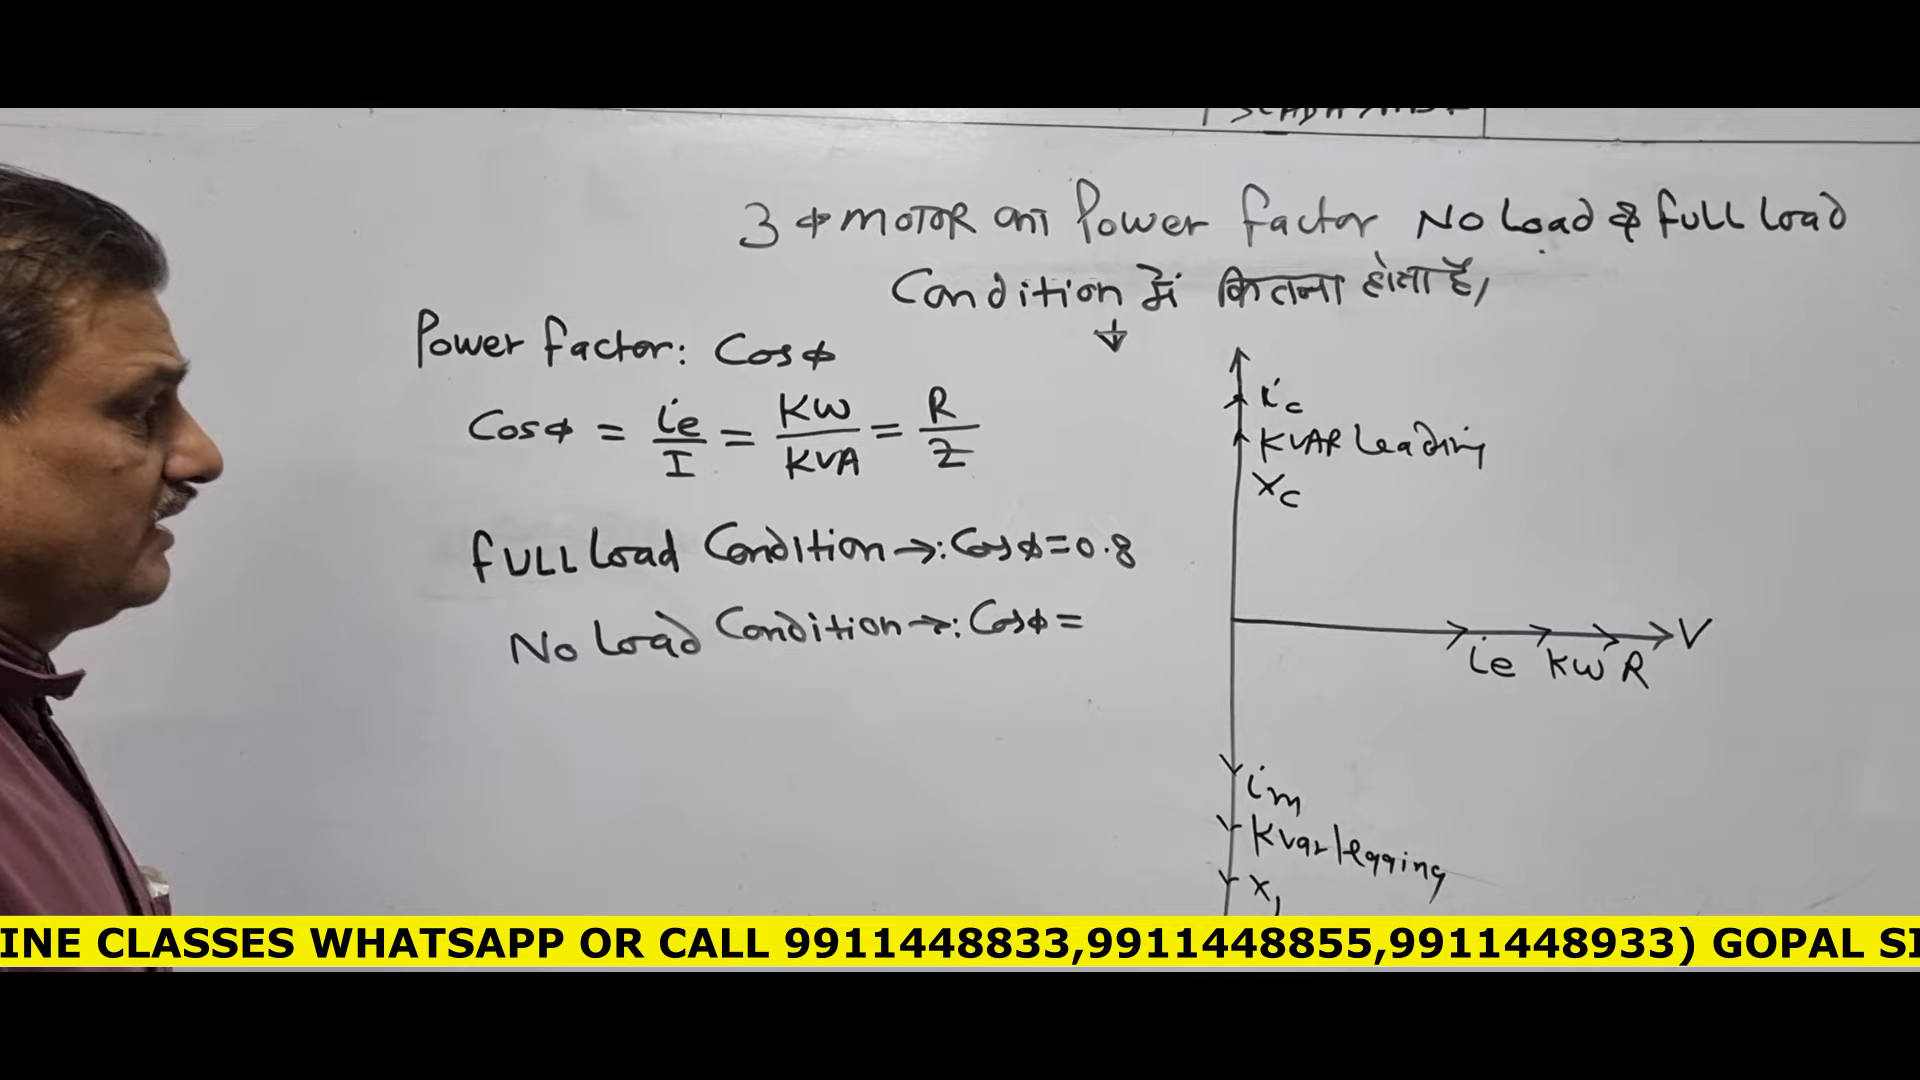 3 Φ MOTOR का Power factor No Load & full load
Condition में कितना होता है,
Power factor: Cosφ
Cosφ = ie/I = KW/KVA = R/Z
full Load Condition →: Cosφ = 0.8
No Load Condition →: Cosφ =
ic
KVAR Leading
Xc
V
ie KW R
im
Kvar legging
X
INE CLASSES WHATSAPP OR CALL 9911448833,9911448855,9911448933) GOPAL SI